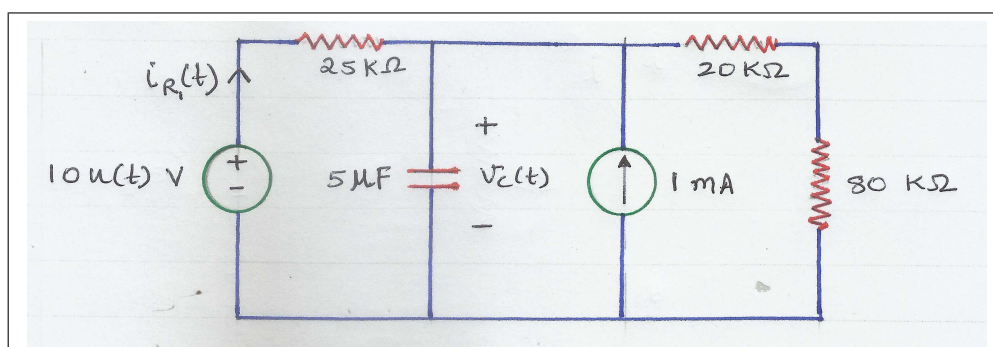 25 KΩ
20 KΩ
i_R₁(t)
+
10 u(t) V
+
-
5 µF
V_c(t)
1 mA
80 KΩ
-